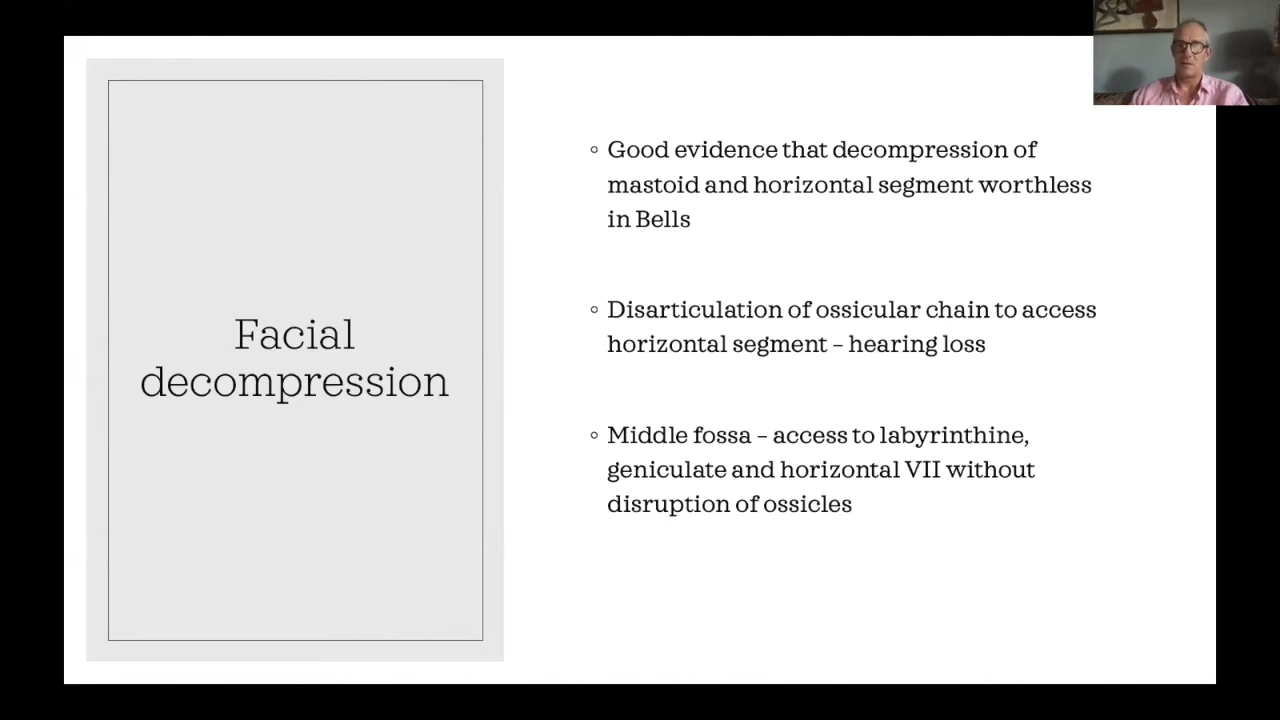 Facial
decompression
◦ Good evidence that decompression of
mastoid and horizontal segment worthless
in Bells
◦ Disarticulation of ossicular chain to access
horizontal segment – hearing loss
◦ Middle fossa – access to labyrinthine,
geniculate and horizontal VII without
disruption of ossicles